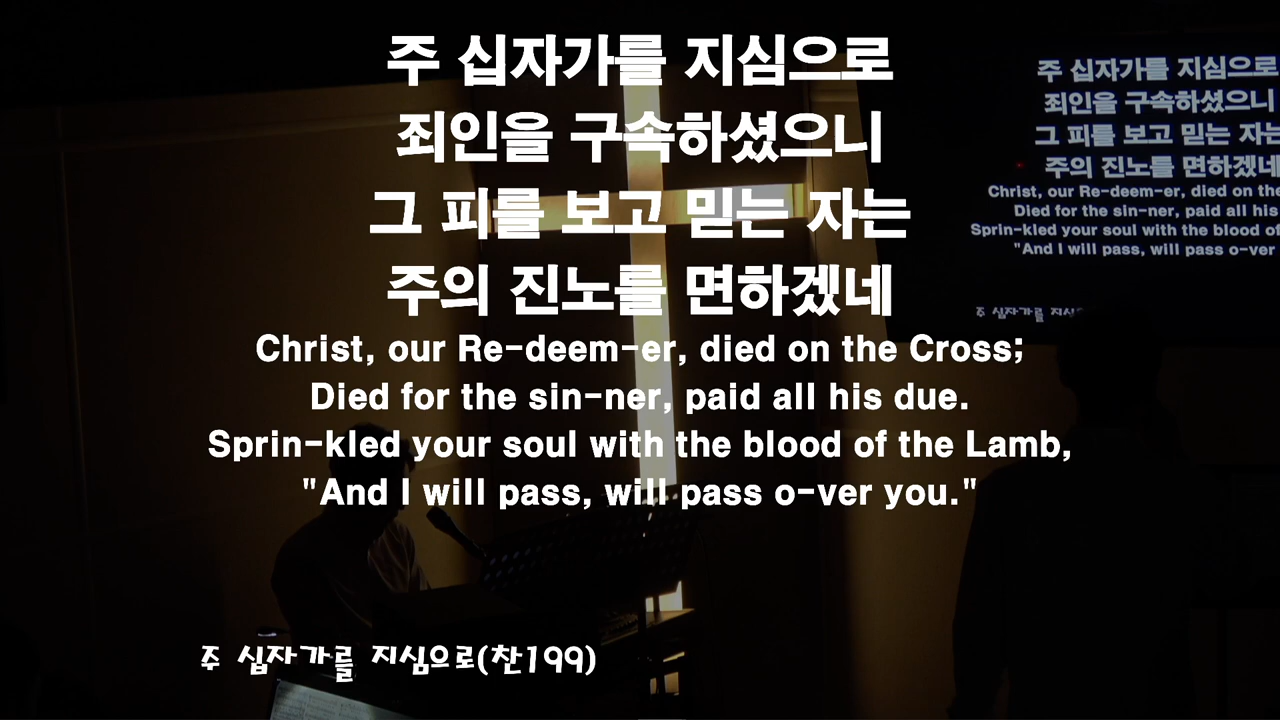 주 십자가를 지심으로
죄인을 구속하셨으니
그 피를 보고 믿는 자는
주의 진노를 면하겠네
Christ, our Re-deem-er, died on the Cross;
Died for the sin-ner, paid all his due.
Sprin-kled your soul with the blood of the Lamb,
"And I will pass, will pass o-ver you."
주 십자가를 지심으로(찬199)
주 십자가를 지심으로
죄인을 구속하셨으니
그 피를 보고 믿는 자는
주의 진노를 면하겠네
Christ, our Re-deem-er, died on the
Died for the sin-ner, paid all his
Sprin-kled your soul with the blood of
"And I will pass, will pass o-ver
주 십자가를